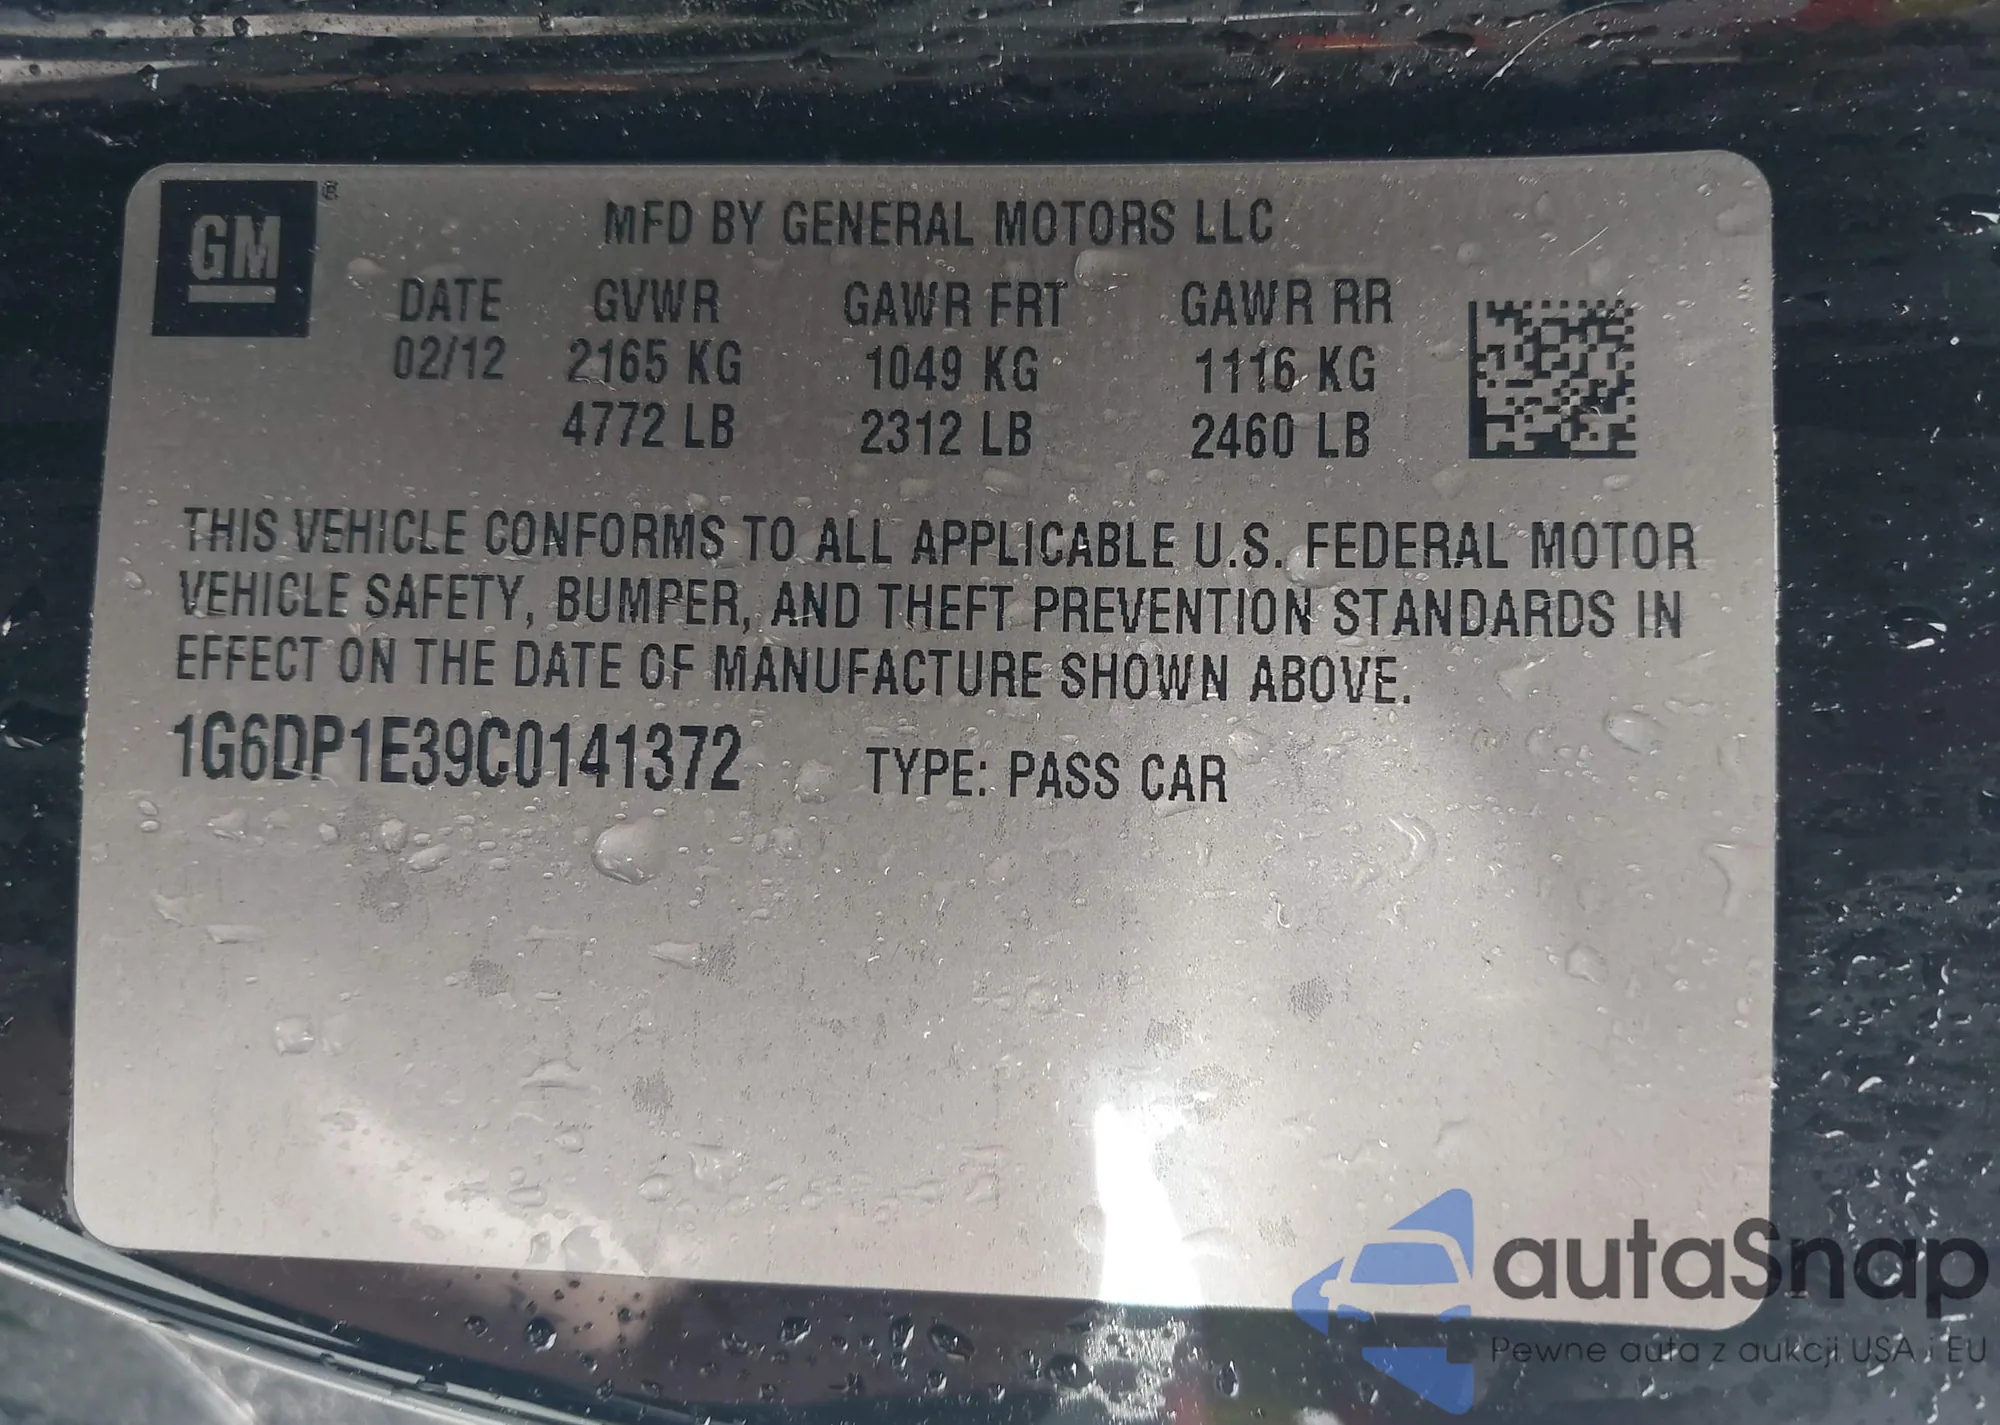 GM ®
MFD BY GENERAL MOTORS LLC
DATE GVWR GAWR FRT GAWR RR
02/12 2165 KG 1049 KG 1116 KG
4772 LB 2312 LB 2460 LB
THIS VEHICLE CONFORMS TO ALL APPLICABLE U.S. FEDERAL MOTOR
VEHICLE SAFETY, BUMPER, AND THEFT PREVENTION STANDARDS IN
EFFECT ON THE DATE OF MANUFACTURE SHOWN ABOVE.
1G6DP1E39C0141372 TYPE: PASS CAR
autaSnap
Pewne auta z aukcji USA i EU